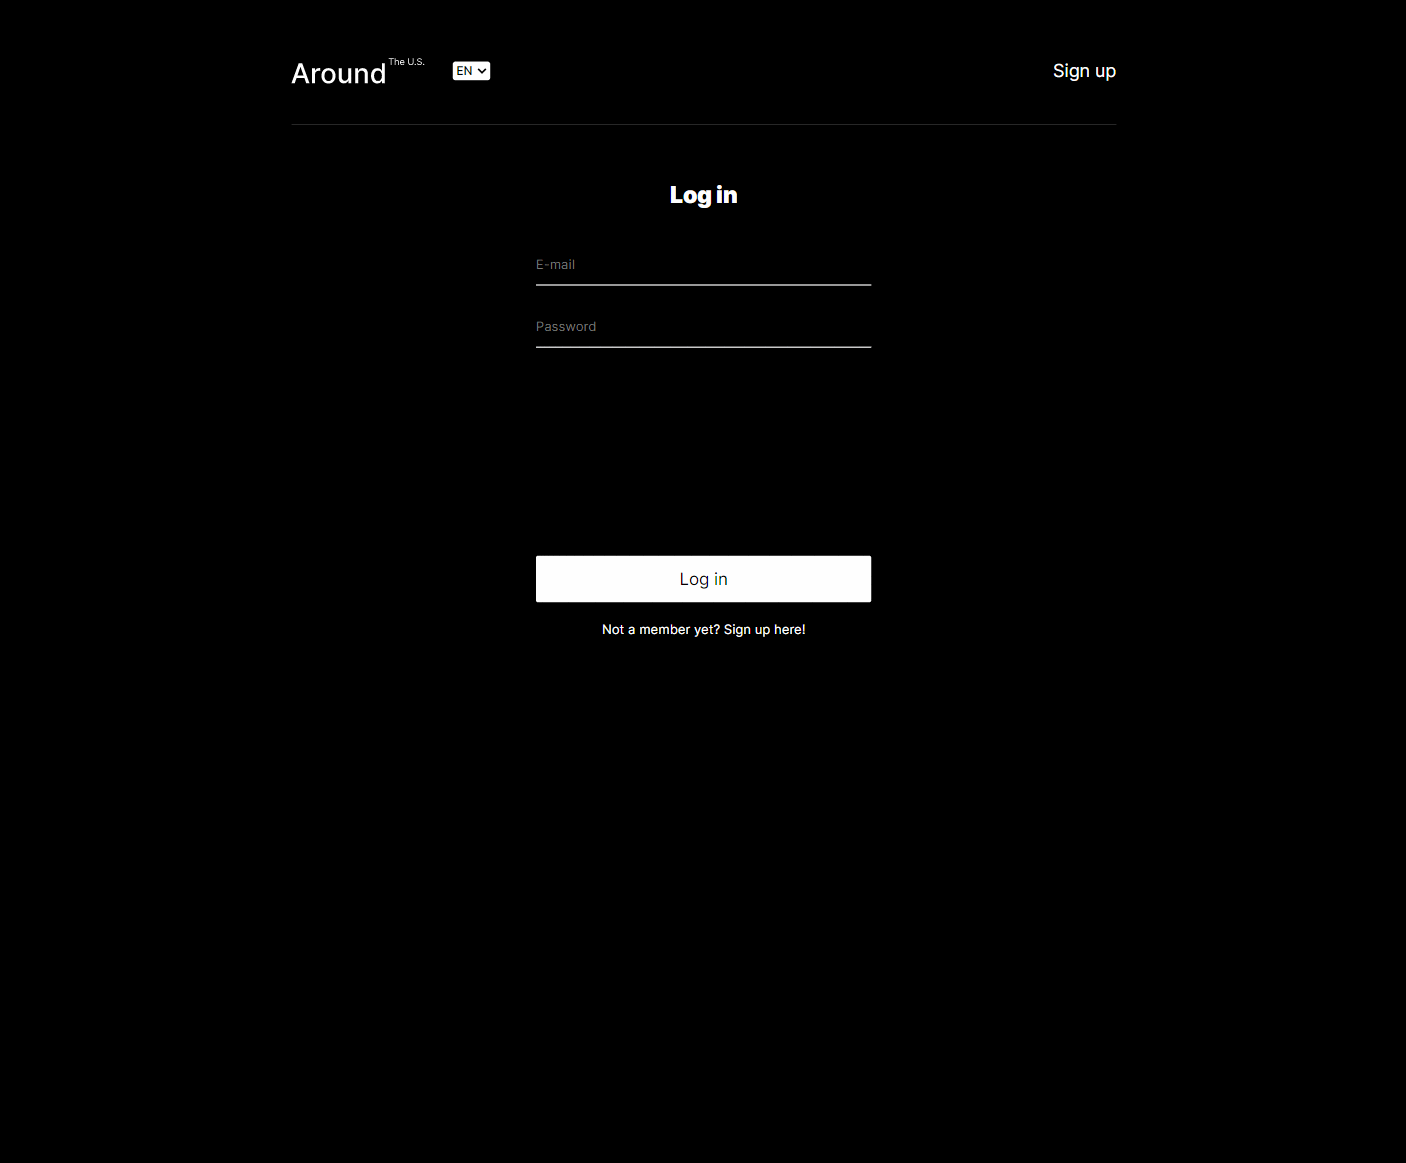 Around The U.S.
EN
Sign up
Log in
E-mail
Password
Log in
Not a member yet? Sign up here!